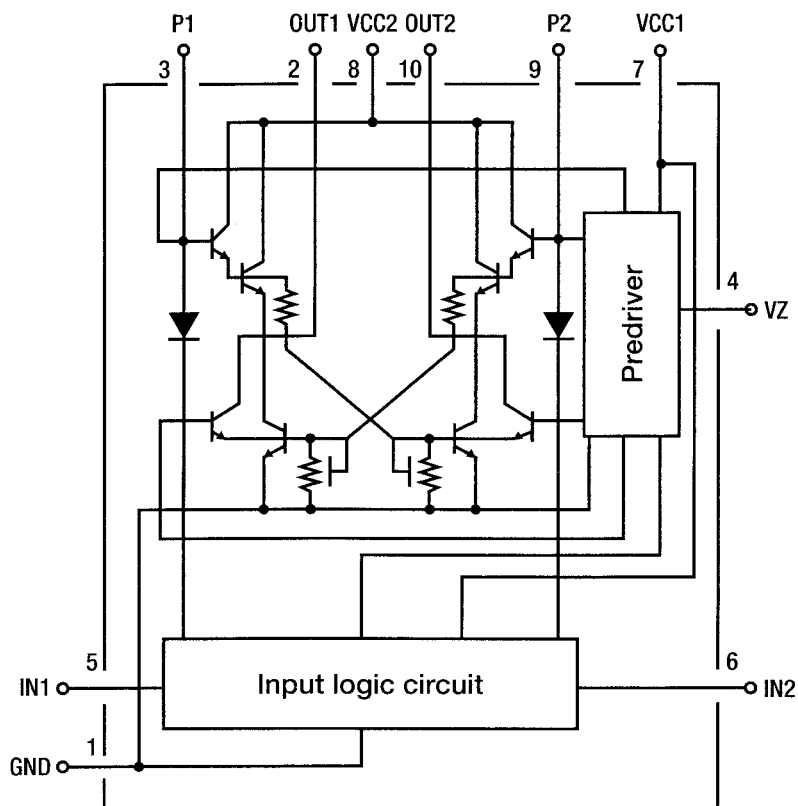 P1 OUT1 VCC2 OUT2 P2 VCC1
3 2 8 10 9 7
4
VZ
Predriver
5 6
IN1 Input logic circuit IN2
1
GND